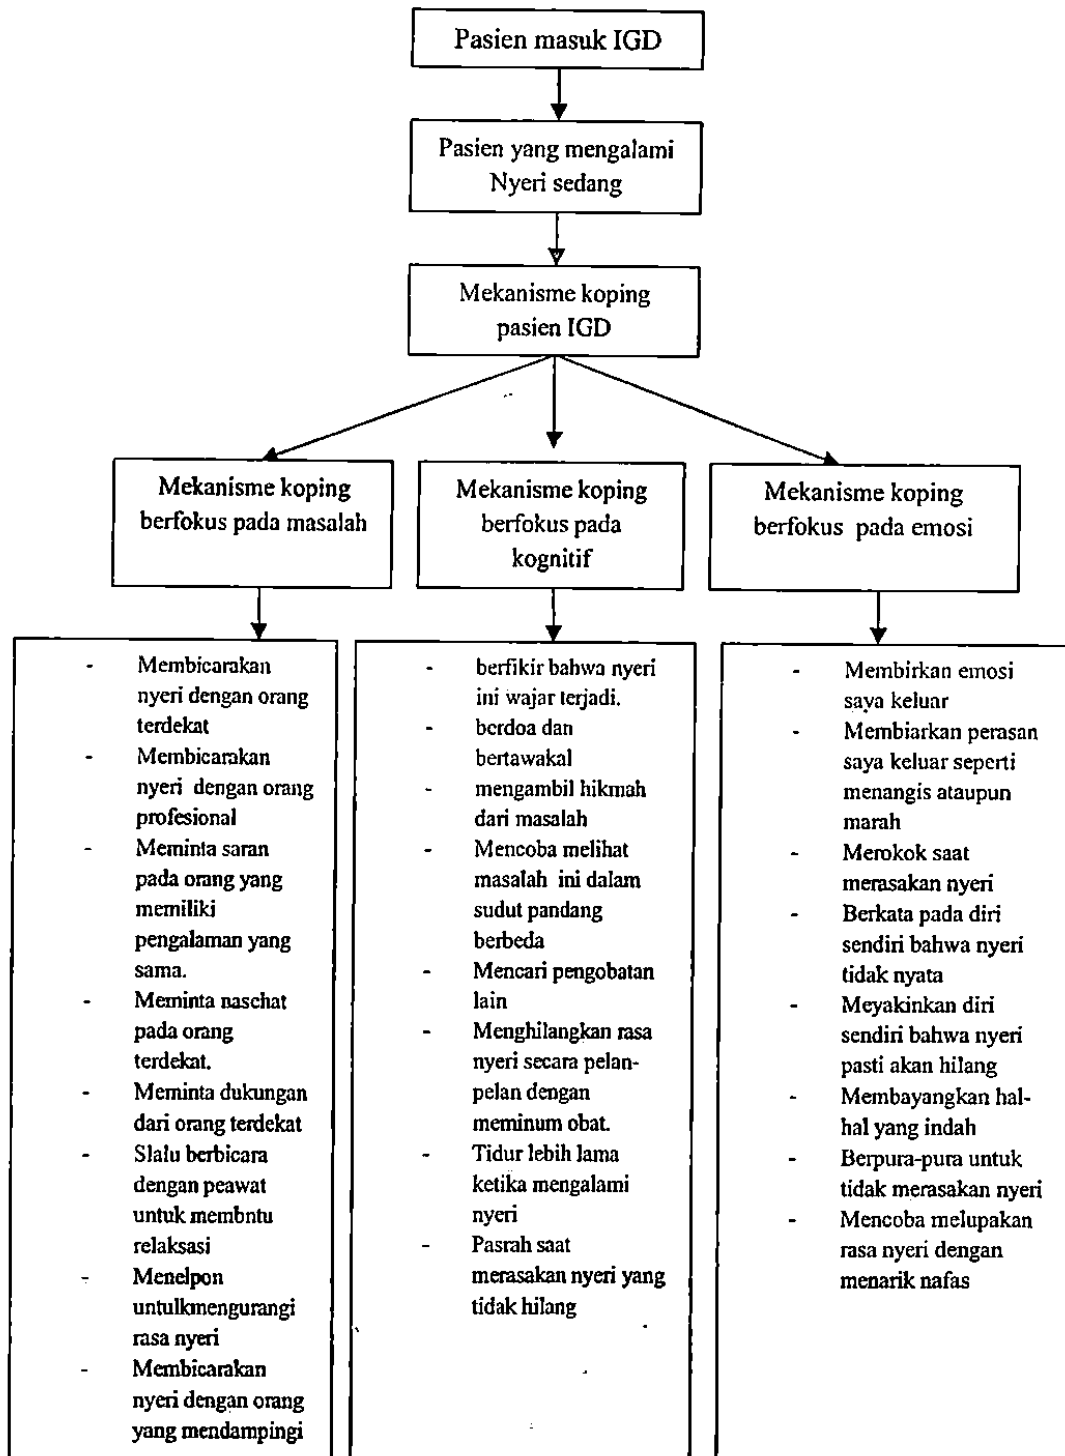 Pasien masuk IGD
Pasien yang mengalami
Nyeri sedang
Mekanisme koping
pasien IGD
Mekanisme koping
berfokus pada masalah
Mekanisme koping
berfokus pada
kognitif
Mekanisme koping
berfokus pada emosi
- Membicarakan
nyeri dengan orang
terdekat
- Membicarakan
nyeri dengan orang
profesional
- Meminta saran
pada orang yang
memiliki
pengalaman yang
sama.
- Meminta nasehat
pada orang
terdekat.
- Meminta dukungan
dari orang terdekat
- Slalu berbicara
dengan peawat
untuk membntu
relaksasi
- Menelpon
untulkmengurangi
rasa nyeri
- Membicarakan
nyeri dengan orang
yang mendampingi
- berfikir bahwa nyeri
ini wajar terjadi.
- berdoa dan
bertawakal
- mengambil hikmah
dari masalah
- Mencoba melihat
masalah ini dalam
sudut pandang
berbeda
- Mencari pengobatan
lain
- Menghilangkan rasa
nyeri secara pelan-
pelan dengan
meminum obat.
- Tidur lebih lama
ketika mengalami
nyeri
- Pasrah saat
merasakan nyeri yang
tidak hilang
- Membirkan emosi
saya keluar
- Membiarkan perasan
saya keluar seperti
menangis ataupun
marah
- Merokok saat
merasakan nyeri
- Berkata pada diri
sendiri bahwa nyeri
tidak nyata
- Meyakinkan diri
sendiri bahwa nyeri
pasti akan hilang
- Membayangkan hal-
hal yang indah
- Berpura-pura untuk
tidak merasakan nyeri
- Mencoba melupakan
rasa nyeri dengan
menarik nafas